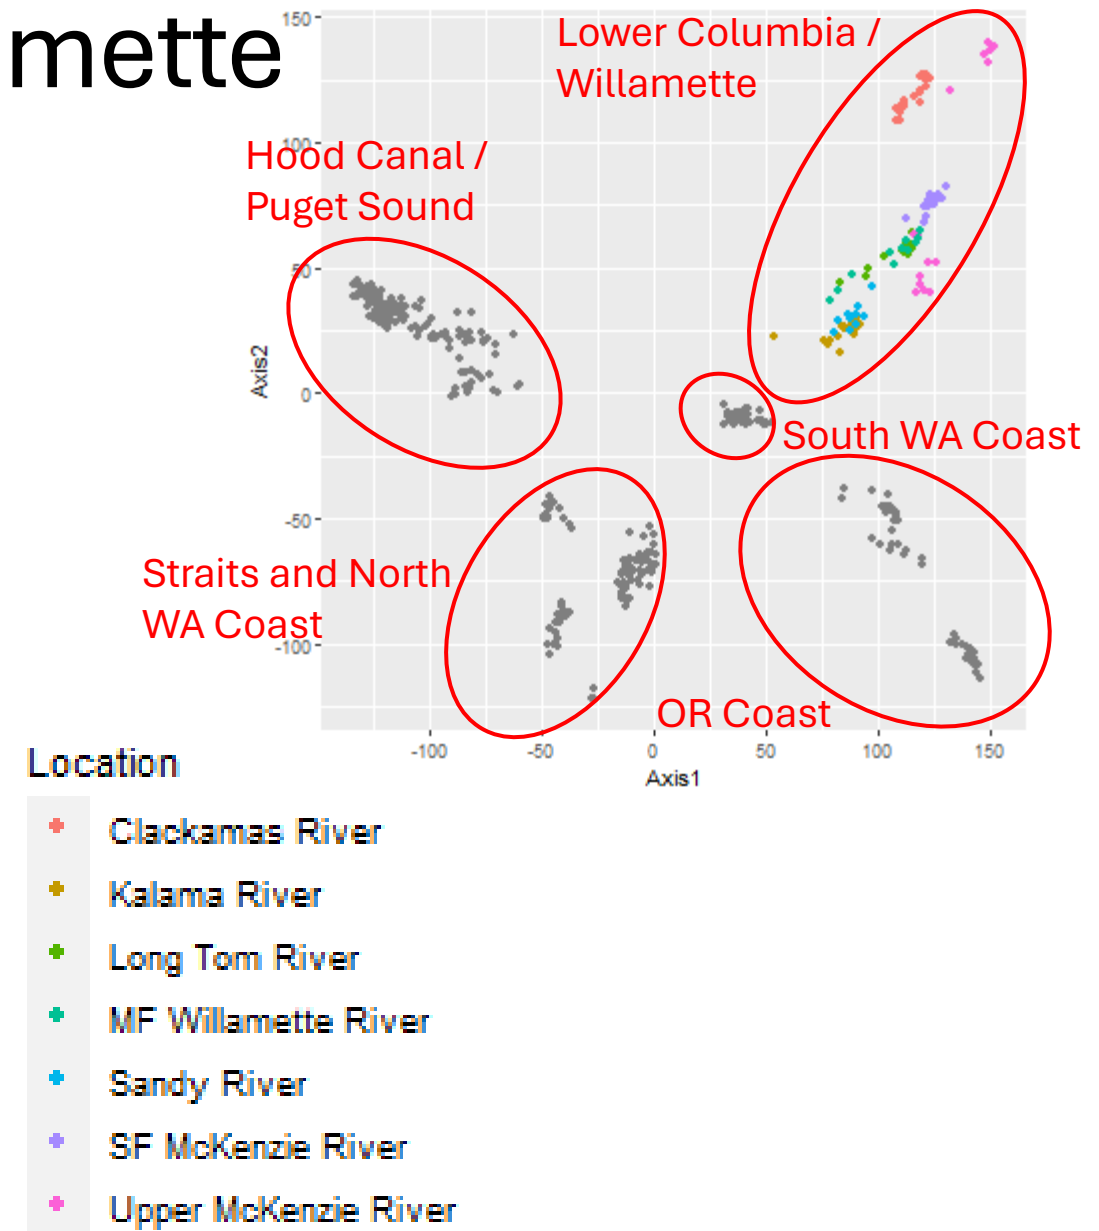 mette
Lower Columbia /
Willamette
Hood Canal /
Puget Sound
South WA Coast
Straits and North
WA Coast
OR Coast
150
100
50
0
-50
-100
Axis2
-100
-50
0
50
100
150
Axis1
Location
Clackamas River
Kalama River
Long Tom River
MF Willamette River
Sandy River
SF McKenzie River
Upper McKenzie River